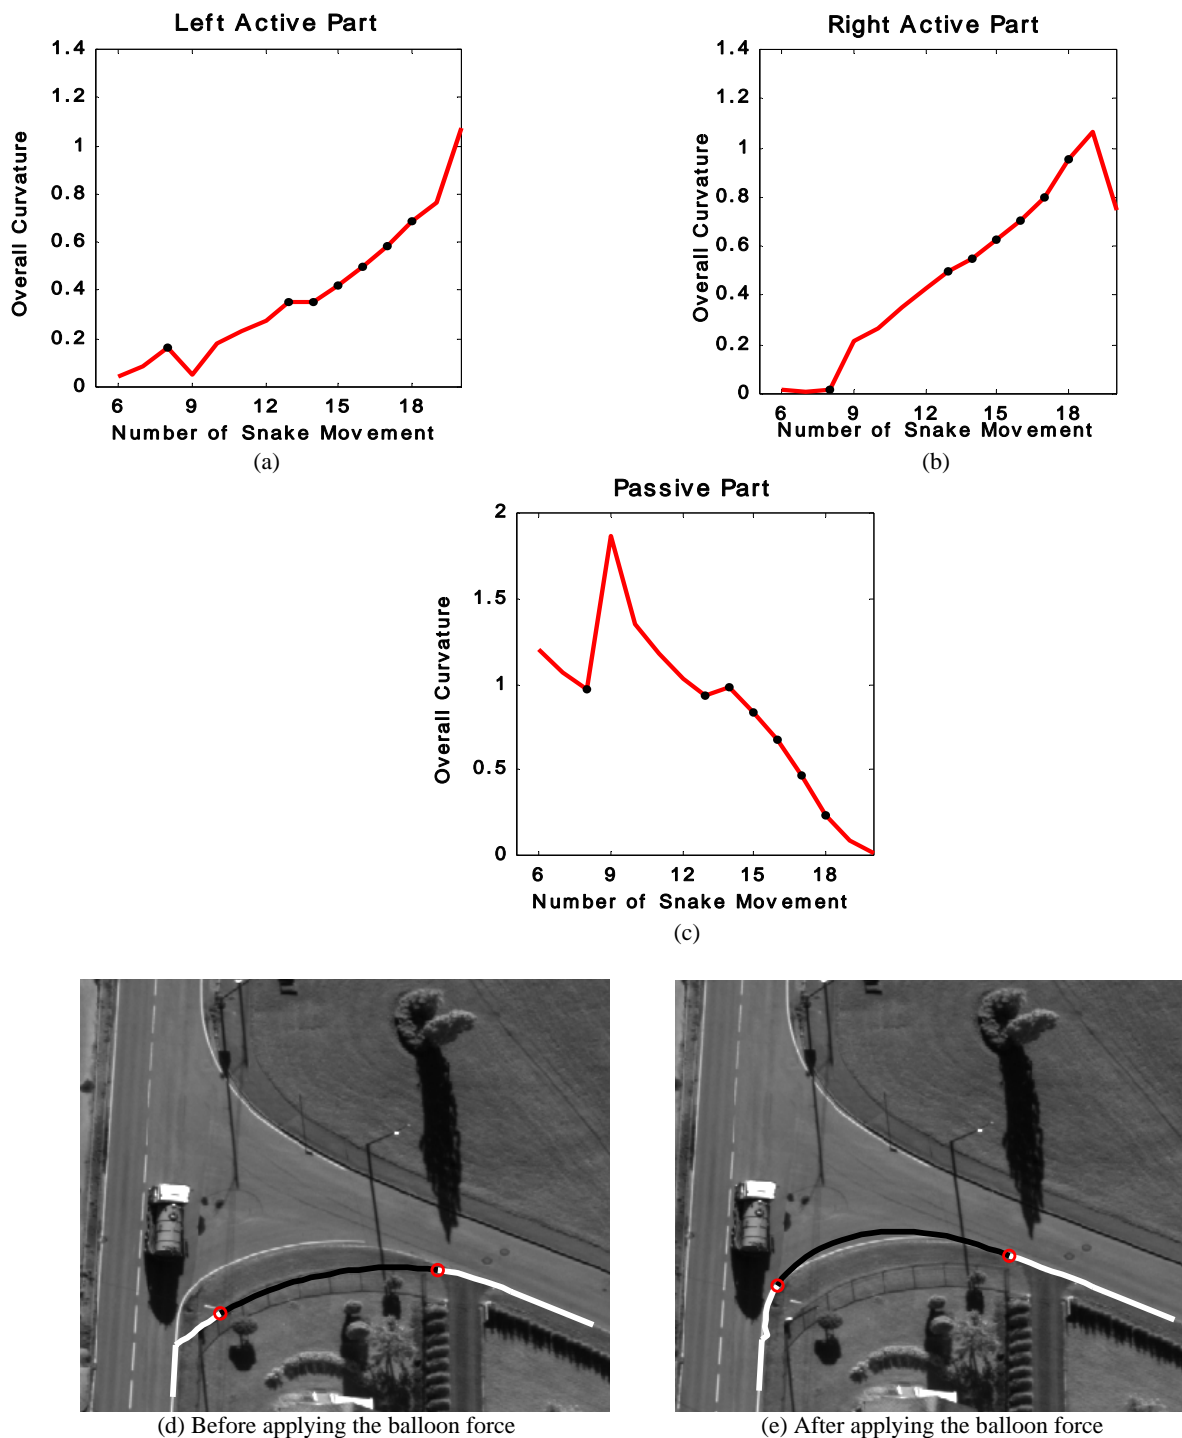 Left Active Part
1.4
1.2
1
0.8
0.6
0.4
0.2
0
Overall Curvature
6 9 12 15 18
Number of Snake Movement
(a)
Right Active Part
1.4
1.2
1
0.8
0.6
0.4
0.2
0
Overall Curvature
6 9 12 15 18
Number of Snake Movement
(b)
Passive Part
2
1.5
1
0.5
0
Overall Curvature
6 9 12 15 18
Number of Snake Movement
(c)
(d) Before applying the balloon force
(e) After applying the balloon force